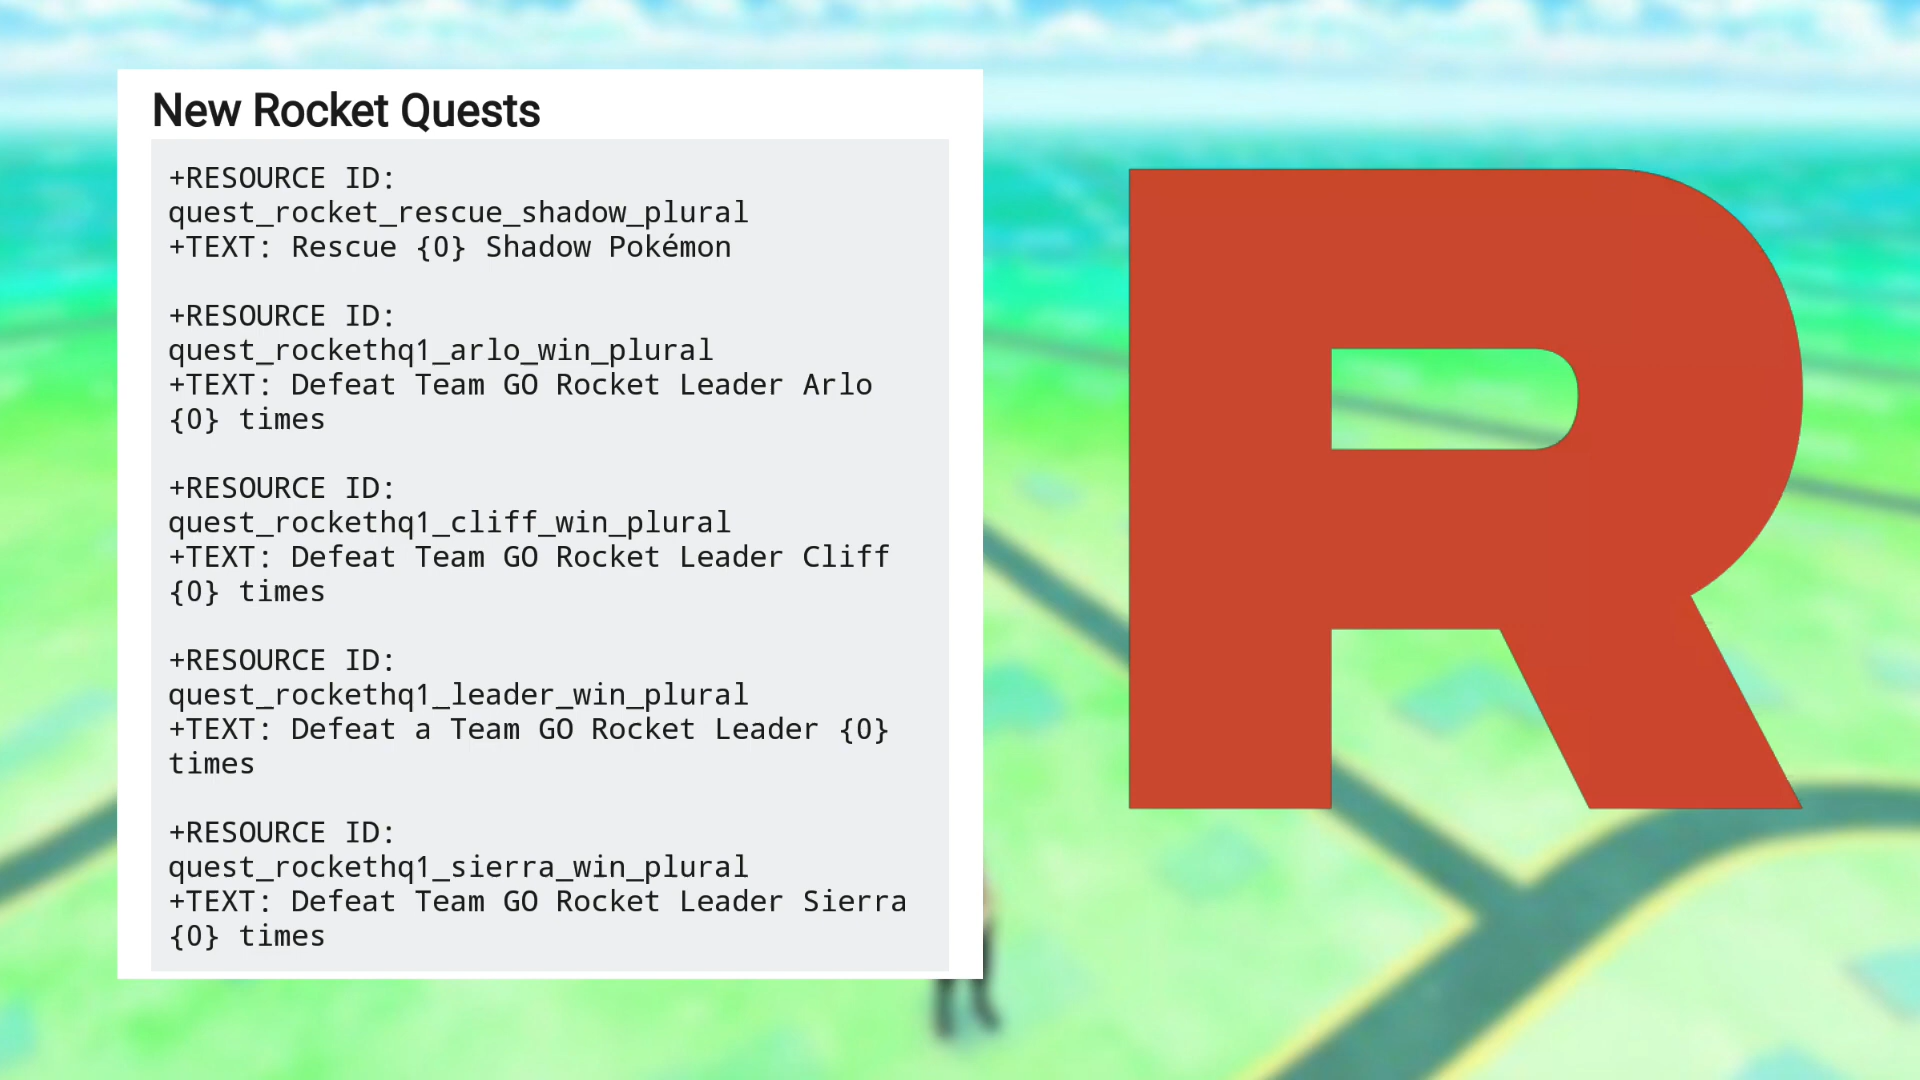 New Rocket Quests
+RESOURCE ID:
quest_rocket_rescue_shadow_plural
+TEXT: Rescue {0} Shadow Pokémon
+RESOURCE ID:
quest_rockethq1_arlo_win_plural
+TEXT: Defeat Team GO Rocket Leader Arlo
{0} times
+RESOURCE ID:
quest_rockethq1_cliff_win_plural
+TEXT: Defeat Team GO Rocket Leader Cliff
{0} times
+RESOURCE ID:
quest_rockethq1_leader_win_plural
+TEXT: Defeat a Team GO Rocket Leader {0}
times
+RESOURCE ID:
quest_rockethq1_sierra_win_plural
+TEXT: Defeat Team GO Rocket Leader Sierra
{0} times
R